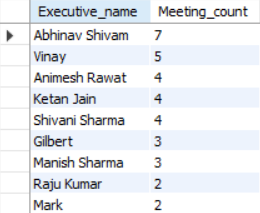 Executive_name Meeting_count
Abhinav Shivam 7
Vinay 5
Animesh Rawat 4
Ketan Jain 4
Shivani Sharma 4
Gilbert 3
Manish Sharma 3
Raju Kumar 2
Mark 2